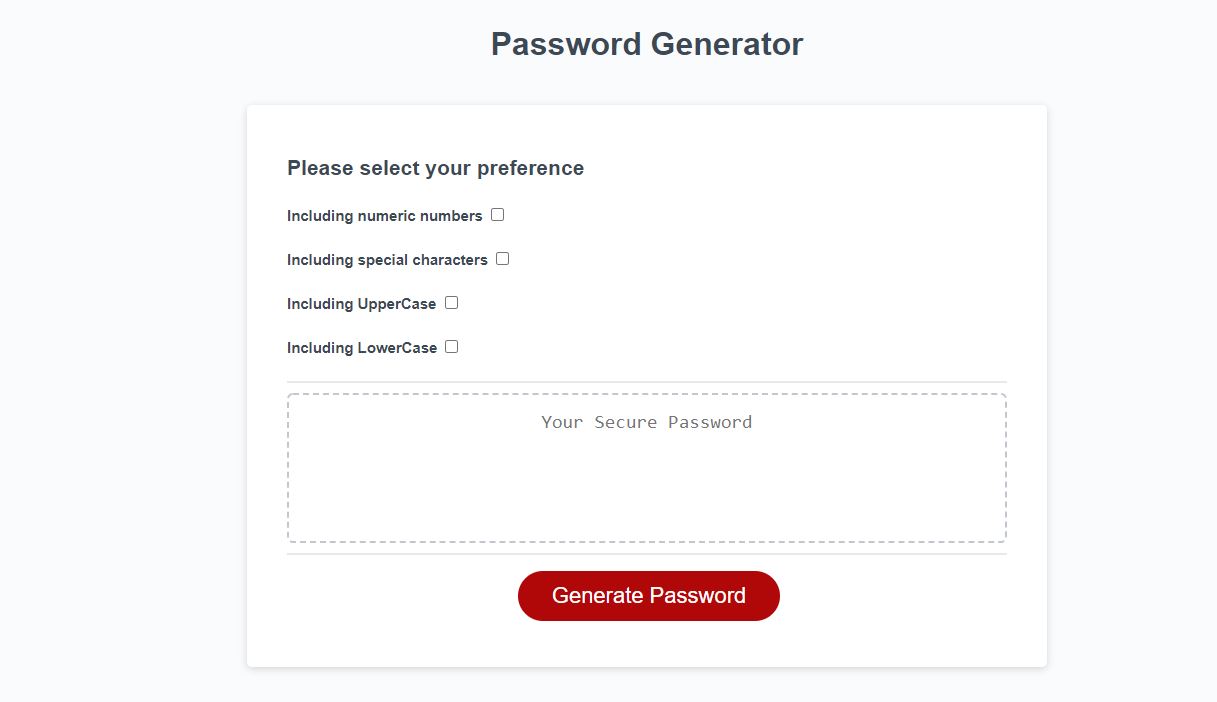 Password Generator
Please select your preference
Including numeric numbers
Including special characters
Including UpperCase
Including LowerCase
Your Secure Password
Generate Password